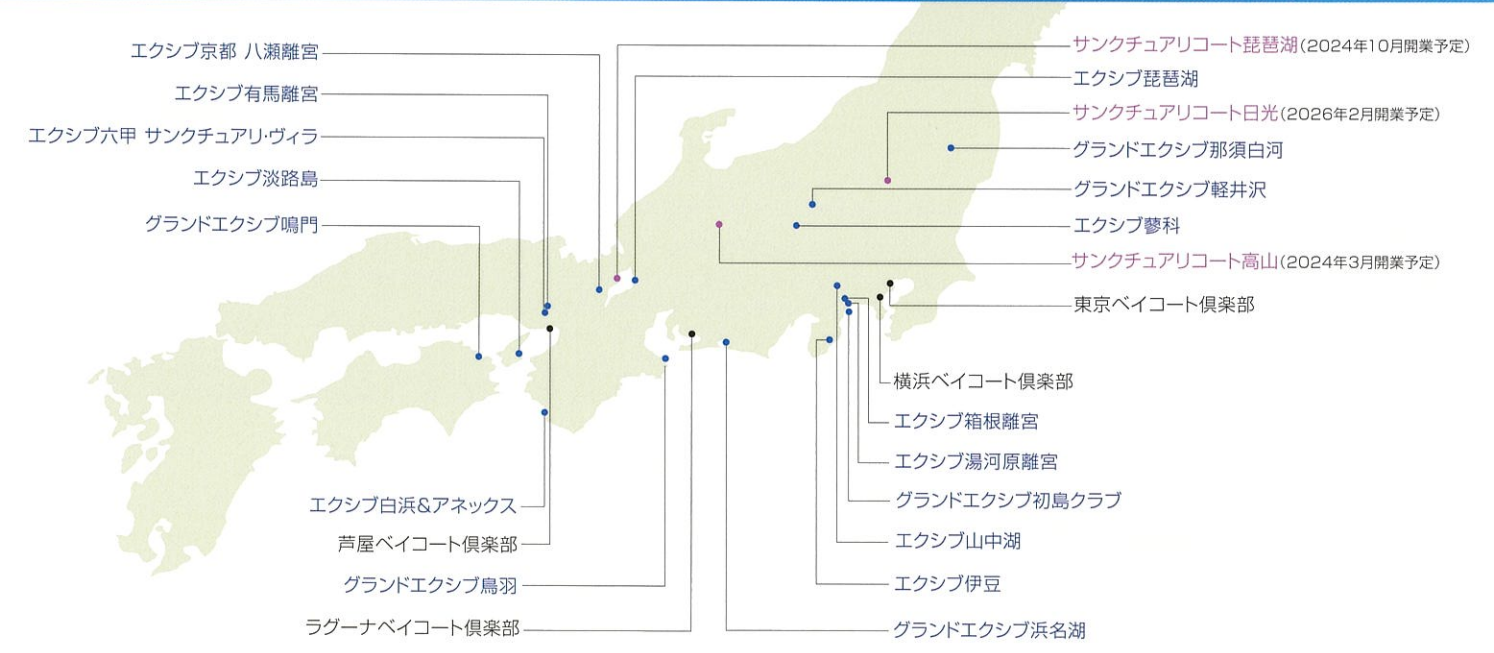 エクシブ京都 八瀬離宮
エクシブ有馬離宮
エクシブ六甲 サンクチュアリ・ヴィラ
エクシブ淡路島
グランドエクシブ鳴門
サンクチュアリコート琵琶湖(2024年10月開業予定)
エクシブ琵琶湖
サンクチュアリコート日光(2026年2月開業予定)
グランドエクシブ那須白河
グランドエクシブ軽井沢
エクシブ蓼科
サンクチュアリコート高山(2024年3月開業予定)
東京ベイコート倶楽部
横浜ベイコート倶楽部
エクシブ箱根離宮
エクシブ湯河原離宮
グランドエクシブ初島クラブ
エクシブ山中湖
エクシブ伊豆
グランドエクシブ浜名湖
エクシブ白浜&アネックス
芦屋ベイコート倶楽部
グランドエクシブ鳥羽
ラグーナベイコート倶楽部